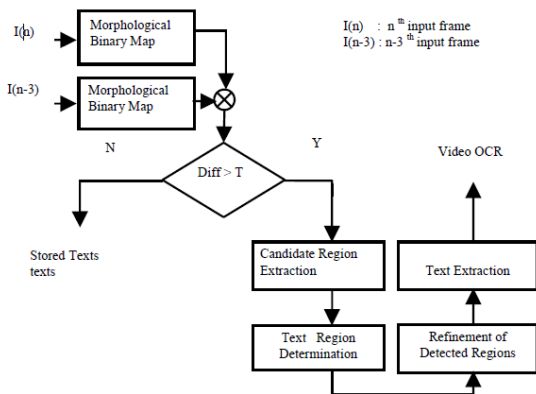 I(n)
Morphological
Binary Map
I(n) : n th input frame
I(n-3) : n-3 th input frame
I(n-3)
Morphological
Binary Map
N
Y
Diff > T
Video OCR
Stored Texts
texts
Candidate Region
Extraction
Text Extraction
Text Region
Determination
Refinement of
Detected Regions